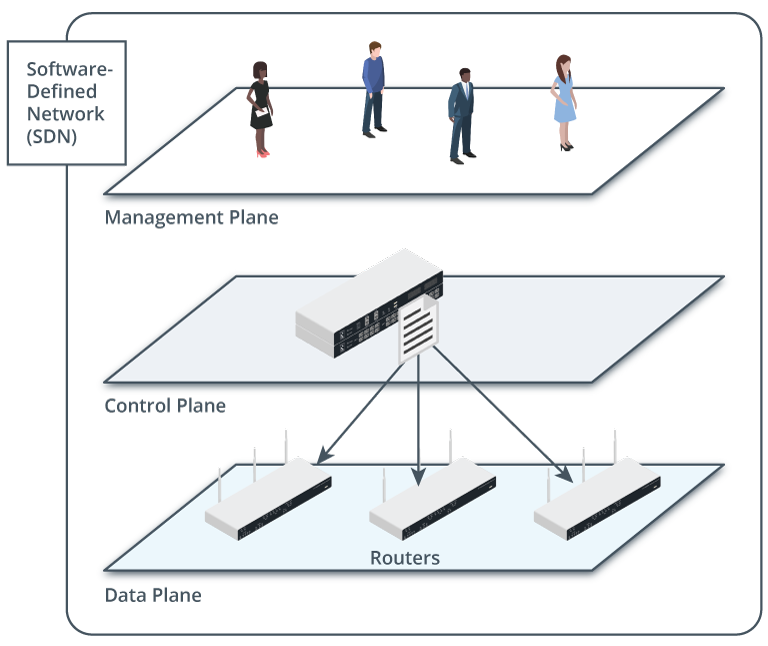 Software-
Defined
Network
(SDN)
Management Plane
Control Plane
Routers
Data Plane